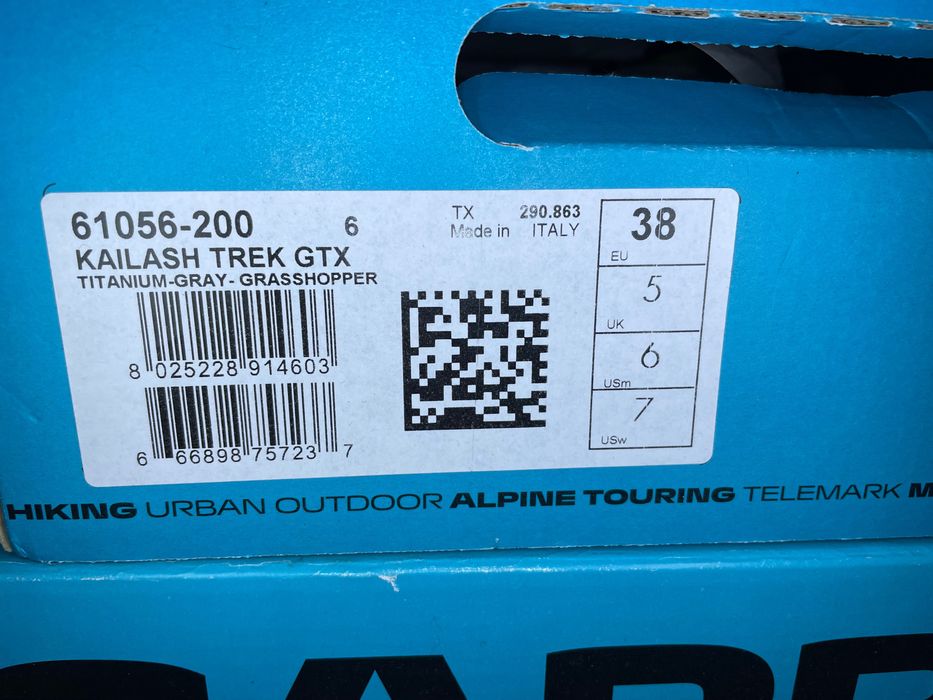 61056-200 6
KAILASH TREK GTX
TITANIUM-GRAY- GRASSHOPPER
8 025228 914603
6 66898 75723 7
TX 290.863
Made in ITALY
38
EU
5
UK
6
USm
7
USw
HIKING URBAN OUTDOOR ALPINE TOURING TELEMARK